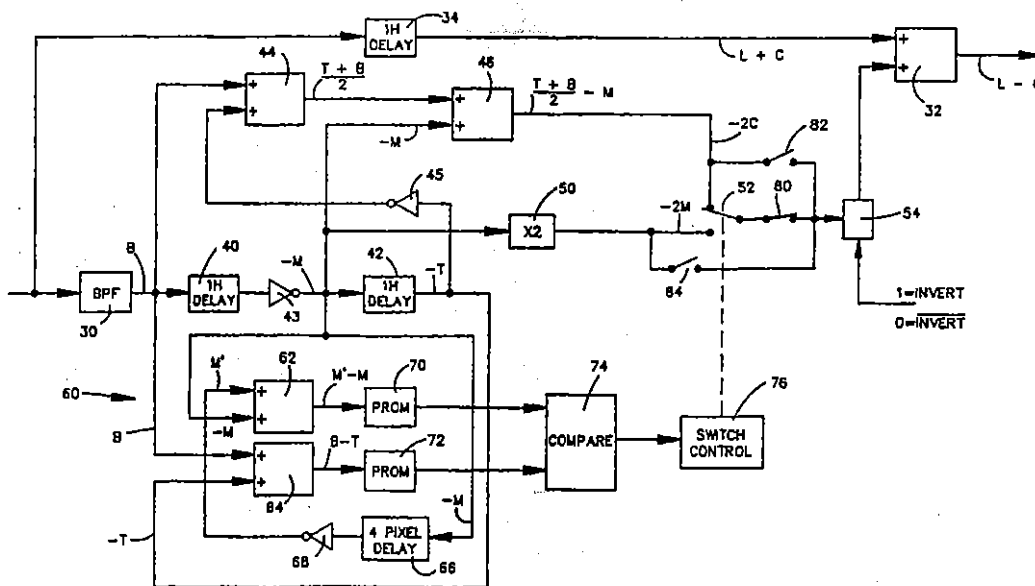 34
1H
DELAY
L + C
+
+
32
L -
44
+
+
T + B
2
46
+
+
T + B
2
- M
-M
-2C
82
45
50
X2
52
80
-2M
84
54
1=INVERT
0=INVERT
B
BPF
30
40
1H
DELAY
43
-M
42
1H
DELAY
-T
60
B
M'
62
+
+
-M
M'-M
70
PROM
74
COMPARE
76
SWITCH
CONTROL
+
+
64
B-T
72
PROM
-M
-T
68
4 PIXEL
DELAY
66